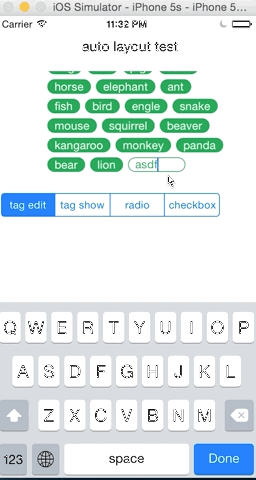 iOS Simulator - iPhone 5s - iPhone 5...
Carrier 11:32 PM
auto layout test
horse elephant ant
fish bird engle snake
mouse squirrel beaver
kangaroo monkey panda
bear lion asdf
tag edit tag show radio checkbox
Q W E R T Y U I O P
A S D F G H J K L
Z X C V B N M
123 space Done